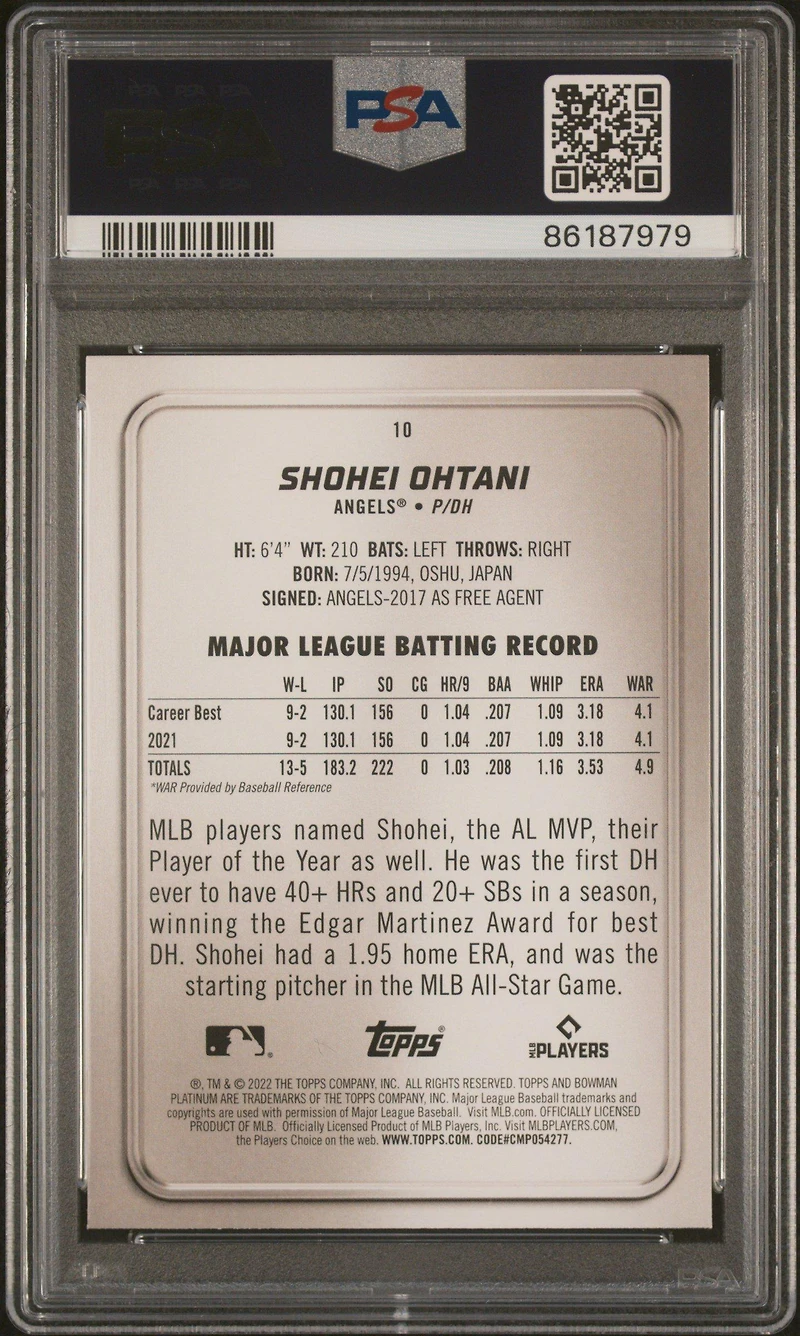 PSA
86187979
10
SHOHEI OHTANI
ANGELS® • P/DH
HT: 6'4" WT: 210 BATS: LEFT THROWS: RIGHT
BORN: 7/5/1994, OSHU, JAPAN
SIGNED: ANGELS-2017 AS FREE AGENT
MAJOR LEAGUE BATTING RECORD
W-L IP SO CG HR/9 BAA WHIP ERA WAR
Career Best 9-2 130.1 156 0 1.04 .207 1.09 3.18 4.1
2021 9-2 130.1 156 0 1.04 .207 1.09 3.18 4.1
TOTALS 13-5 183.2 222 0 1.03 .208 1.16 3.53 4.9
*WAR Provided by Baseball Reference
MLB players named Shohei, the AL MVP, their
Player of the Year as well. He was the first DH
ever to have 40+ HRs and 20+ SBs in a season,
winning the Edgar Martinez Award for best
DH. Shohei had a 1.95 home ERA, and was the
starting pitcher in the MLB All-Star Game.
Topps® MLB PLAYERS
®, TM & © 2022 THE TOPPS COMPANY, INC. ALL RIGHTS RESERVED. TOPPS AND BOWMAN
PLATINUM ARE TRADEMARKS OF THE TOPPS COMPANY, INC. Major League Baseball trademarks and
copyrights are used with permission of Major League Baseball. Visit MLB.com. OFFICIALLY LICENSED
PRODUCT OF MLB. Officially Licensed Product of MLB Players, Inc. Visit MLBPLAYERS.COM,
the Players Choice on the web. WWW.TOPPS.COM. CODE#CMP054277.
PSA